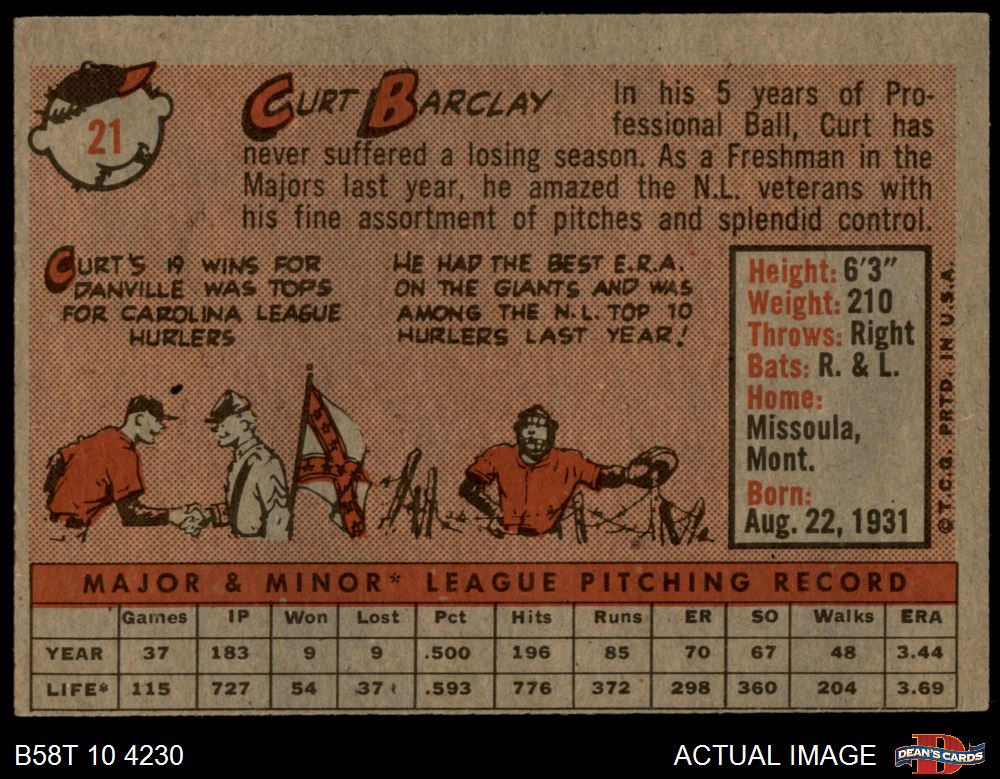 21
CURT BARCLAY
In his 5 years of Pro-
fessional Ball, Curt has
never suffered a losing season. As a Freshman in the
Majors last year, he amazed the N.L. veterans with
his fine assortment of pitches and splendid control.
CURT'S 19 WINS FOR
DANVILLE WAS TOPS
FOR CAROLINA LEAGUE
HURLERS
HE HAD THE BEST E.R.A.
ON THE GIANTS AND WAS
AMONG THE N.L. TOP 10
HURLERS LAST YEAR!
Height: 6'3"
Weight: 210
Throws: Right
Bats: R. & L.
Home:
Missoula,
Mont.
Born:
Aug. 22, 1931
© T.C.G. PRTD. IN U.S.A.
MAJOR & MINOR* LEAGUE PITCHING RECORD
Games IP Won Lost Pct Hits Runs ER SO Walks ERA
YEAR 37 183 9 9 .500 196 85 70 67 48 3.44
LIFE* 115 727 54 37 .593 776 372 298 360 204 3.69
B58T 10 4230
ACTUAL IMAGE
DEAN'S CARDS